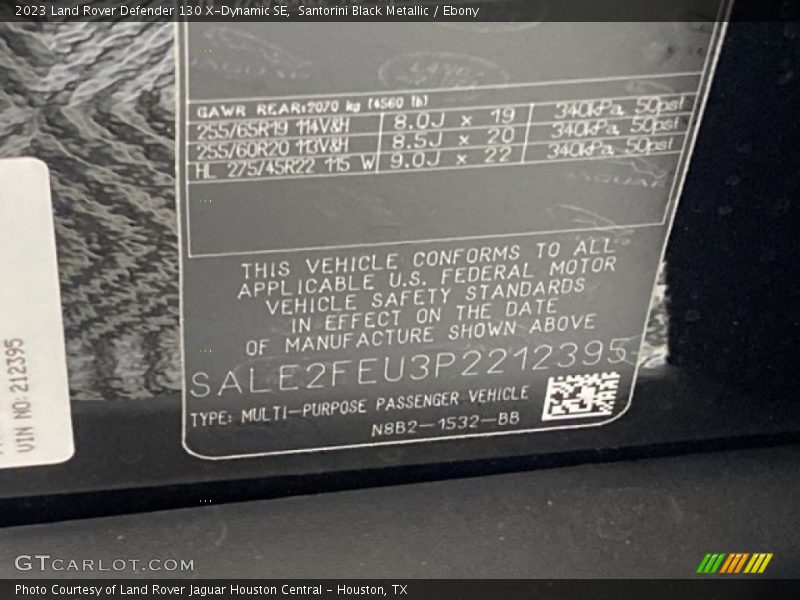 2023 Land Rover Defender 130 X-Dynamic SE, Santorini Black Metallic / Ebony
GAWR REAR:2070 kg (4560 lb)
255/65R19 114V&H 8.0J x 19 340kPa, 50psi
255/60R20 113V&H 8.5J x 20 340kPa, 50psi
HL 275/45R22 115 W 9.0J x 22 340kPa, 50psi
JAGUAR
THIS VEHICLE CONFORMS TO ALL
APPLICABLE U.S. FEDERAL MOTOR
VEHICLE SAFETY STANDARDS
IN EFFECT ON THE DATE
OF MANUFACTURE SHOWN ABOVE
SALE2FEU3P2212395
TYPE: MULTI-PURPOSE PASSENGER VEHICLE
N8B2-1532-BB
VIN NO: 212395
GTCARLOT.COM
Photo Courtesy of Land Rover Jaguar Houston Central - Houston, TX